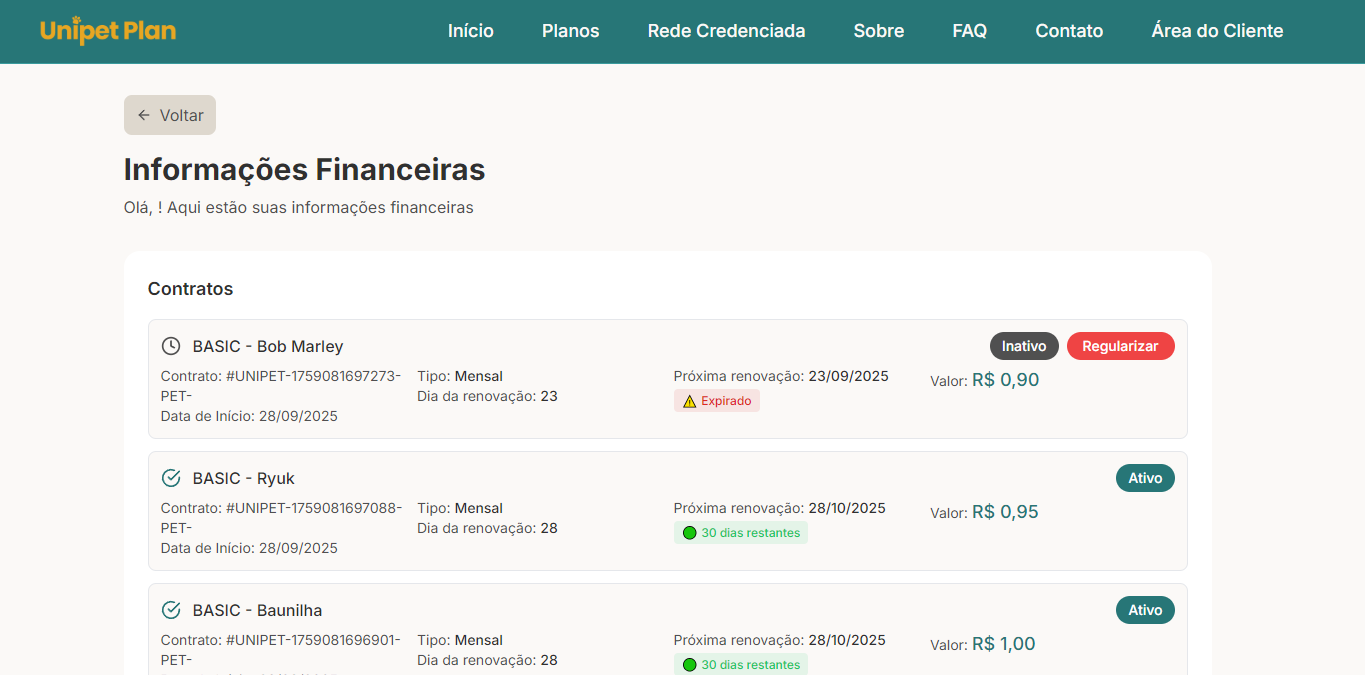 Unipet Plan
Início Planos Rede Credenciada Sobre FAQ Contato Área do Cliente
← Voltar
Informações Financeiras
Olá, ! Aqui estão suas informações financeiras
Contratos
BASIC - Bob Marley
Inativo Regularizar
Contrato: #UNIPET-1759081697273-
PET-
Data de Início: 28/09/2025
Tipo: Mensal
Dia da renovação: 23
Próxima renovação: 23/09/2025
Expirado
Valor: R$ 0,90
BASIC - Ryuk
Ativo
Contrato: #UNIPET-1759081697088-
PET-
Data de Início: 28/09/2025
Tipo: Mensal
Dia da renovação: 28
Próxima renovação: 28/10/2025
30 dias restantes
Valor: R$ 0,95
BASIC - Baunilha
Ativo
Contrato: #UNIPET-1759081696901-
PET-
Tipo: Mensal
Dia da renovação: 28
Próxima renovação: 28/10/2025
30 dias restantes
Valor: R$ 1,00